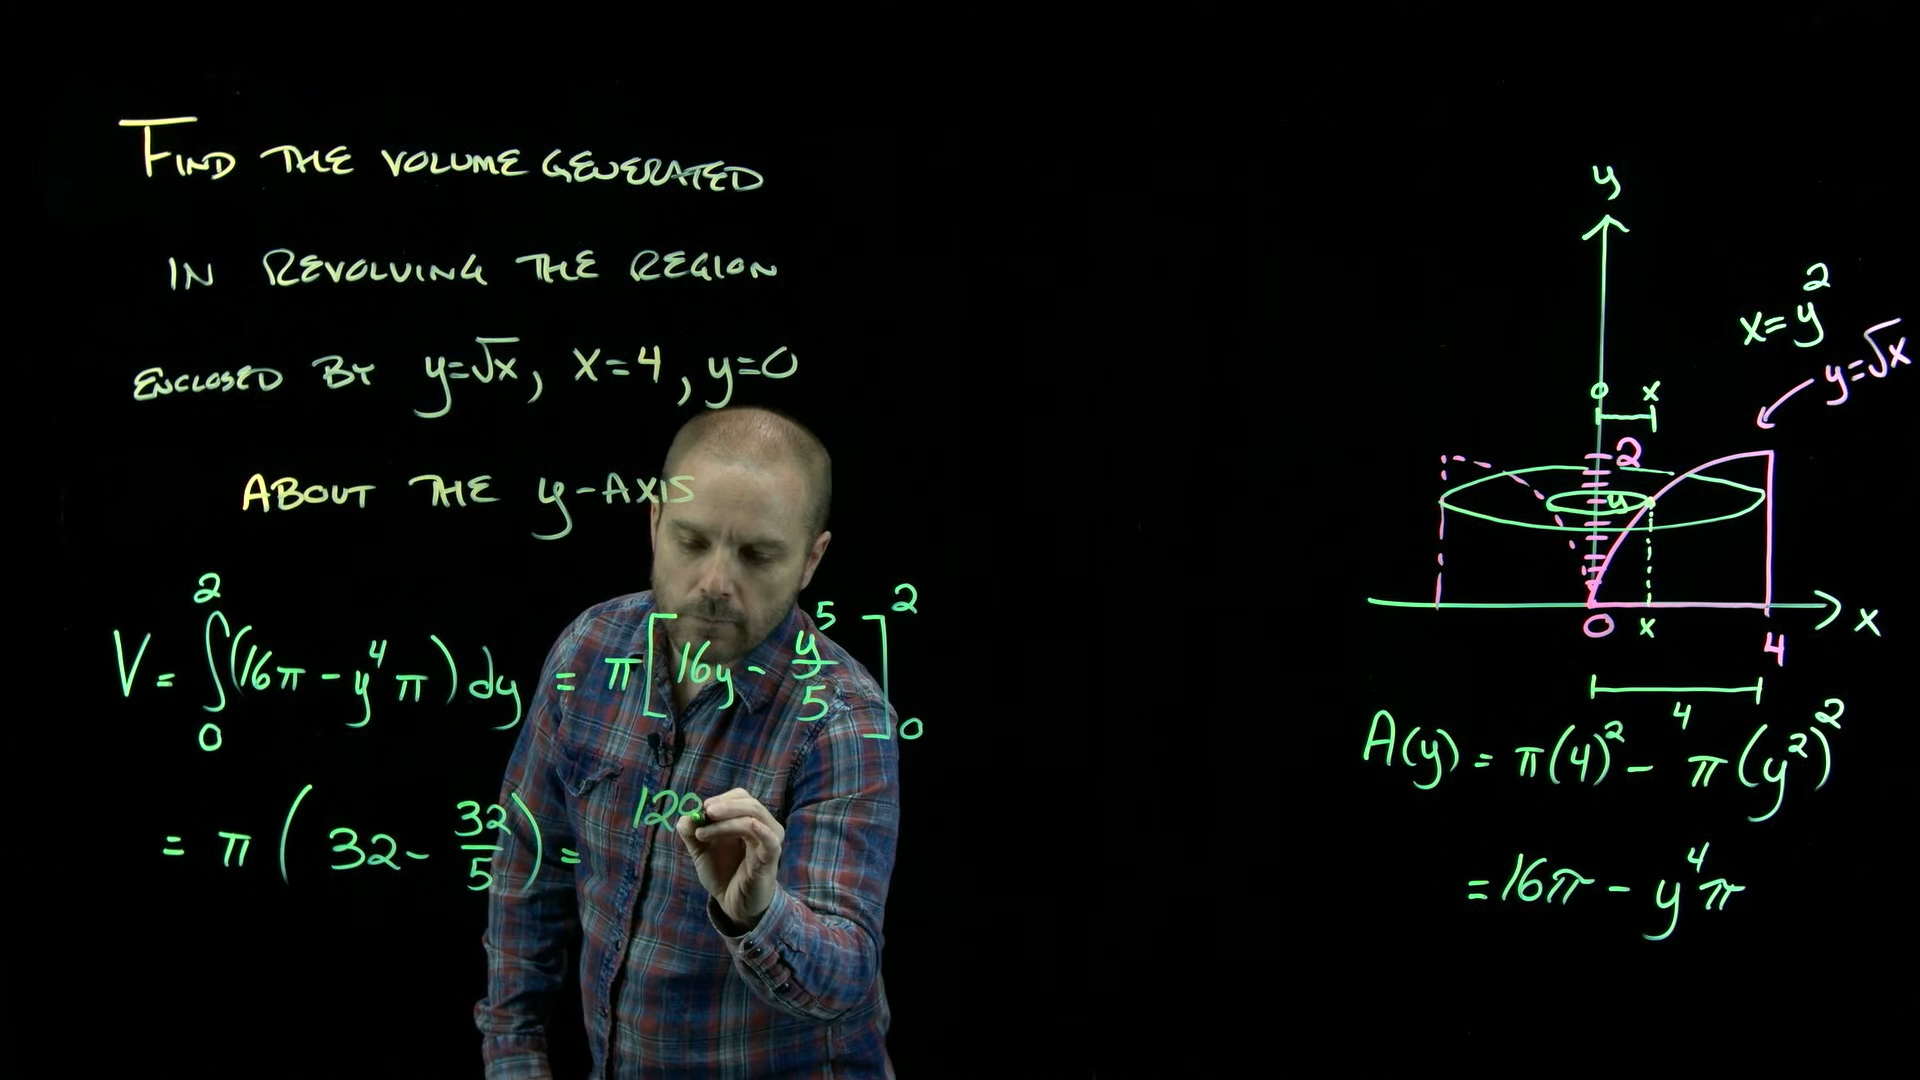 FIND THE VOLUME GENERATED
IN REVOLVING THE REGION
ENCLOSED BY y=√x, x=4, y=0
ABOUT THE y-AXIS
V = ∫₀² (16π - y⁴π) dy = π[16y - y⁵/5]₀²
= π(32 - 32/5) = 128
y
x=y²
y=√x
0 x
2
y
0 x 4 x
4
A(y) = π(4)² - π(y²)²
= 16π - y⁴π